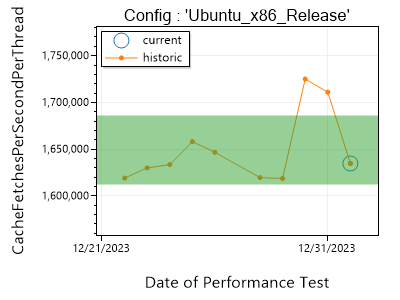 Config : 'Ubuntu_x86_Release'
CacheFetchesPerSecondPerThread
1,750,000
1,700,000
1,650,000
1,600,000
current
historic
12/21/2023
12/31/2023
Date of Performance Test